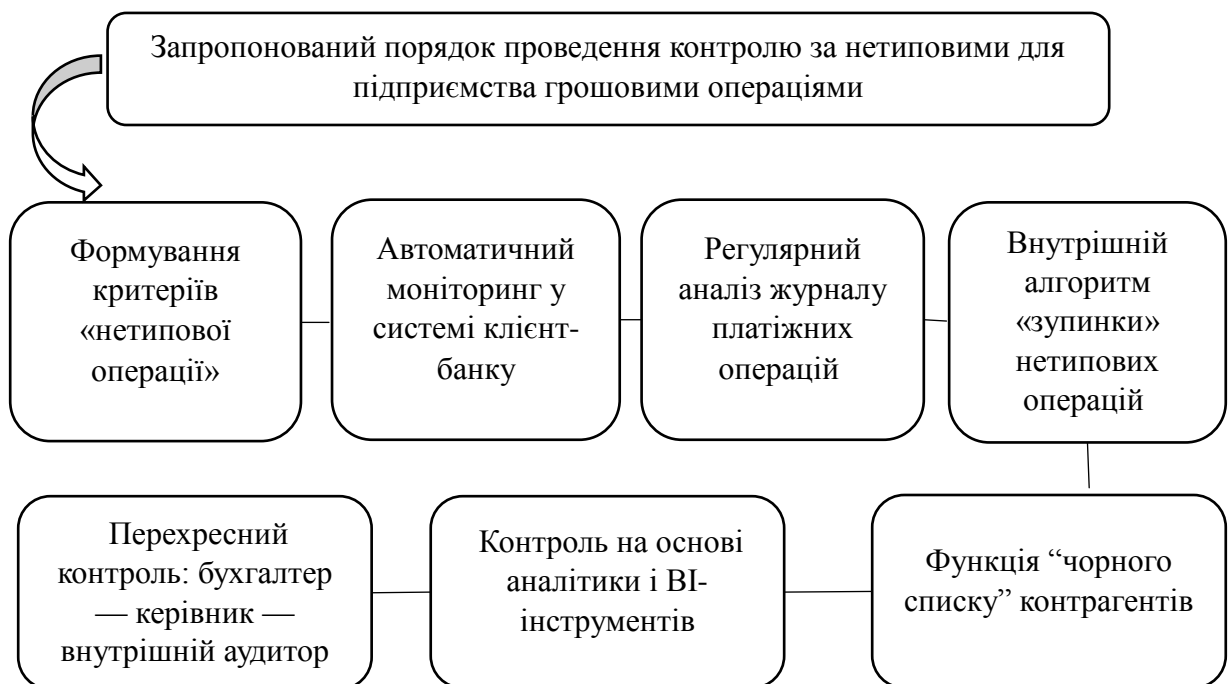 Запропонований порядок проведення контролю за нетиповими для
підприємства грошовими операціями
Формування
критеріїв
«нетипової
операції»
Автоматичний
моніторинг у
системі клієнт-
банку
Регулярний
аналіз журналу
платіжних
операцій
Внутрішній
алгоритм
«зупинки»
нетипових
операцій
Функція “чорного
списку” контрагентів
Контроль на основі
аналітики і BI-
інструментів
Перехресний
контроль: бухгалтер
— керівник —
внутрішній аудитор